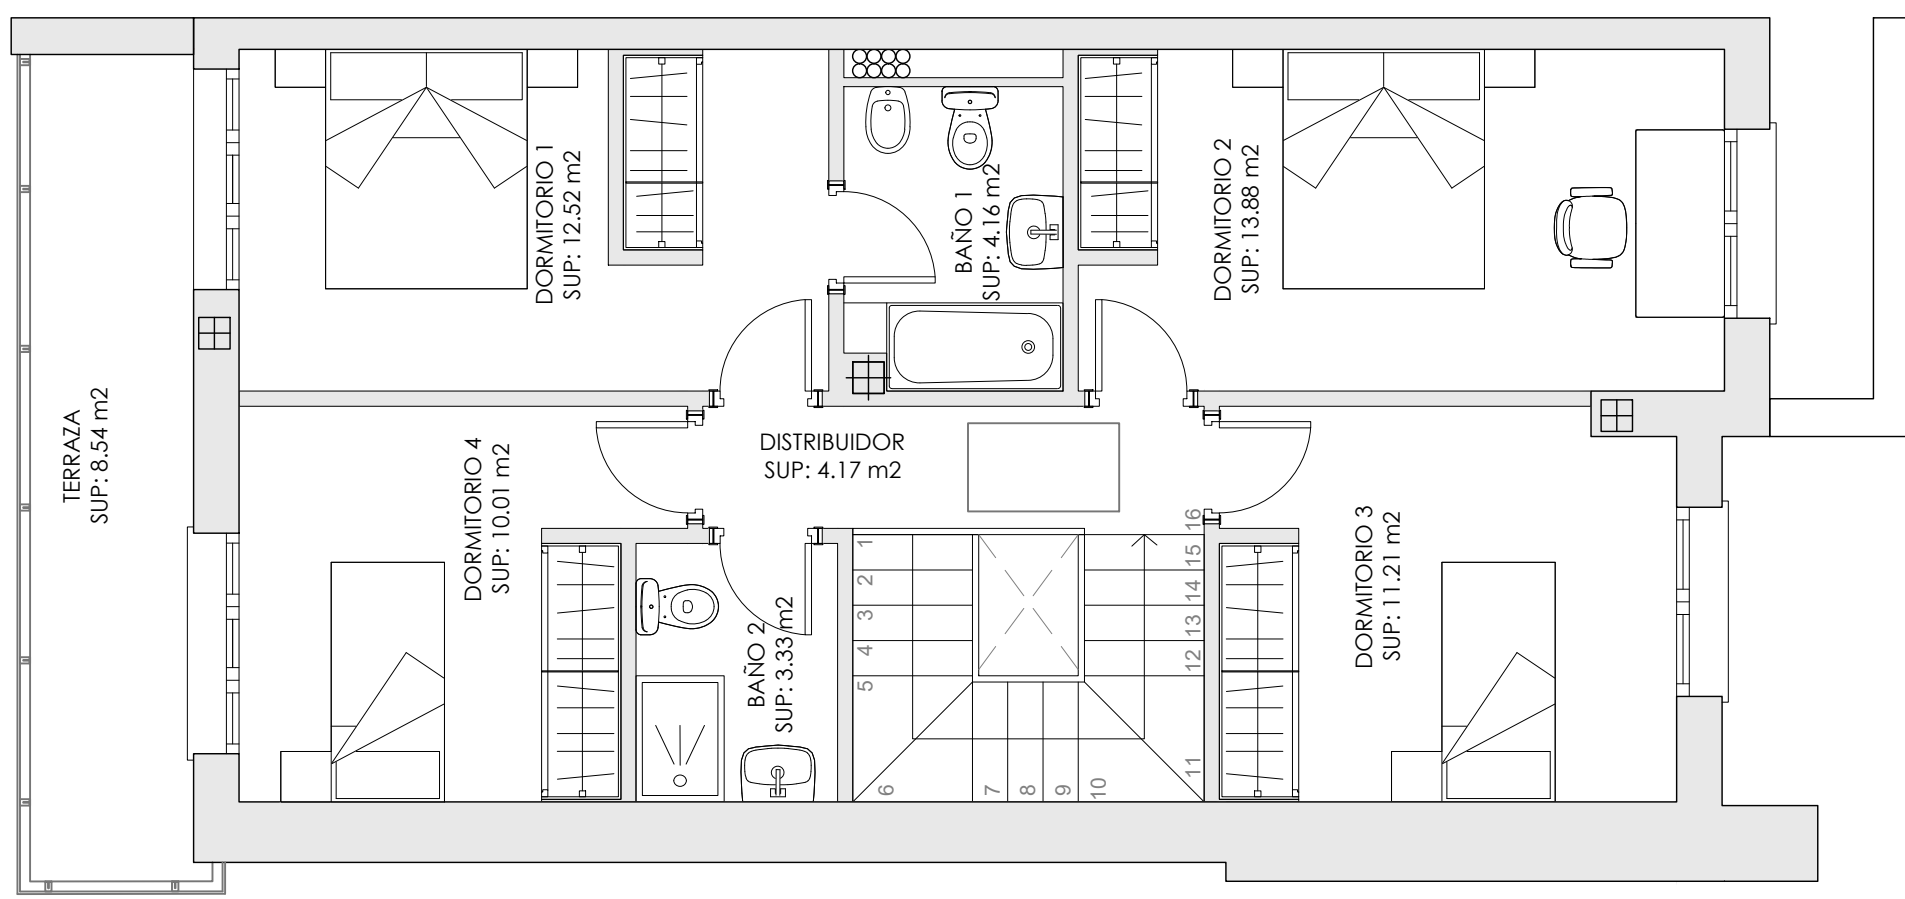 TERRAZA
SUP: 8.54 m2
DORMITORIO 1
SUP: 12.52 m2
BAÑO 1
SUP: 4.16 m2
DORMITORIO 2
SUP: 13.88 m2
DORMITORIO 4
SUP: 10.01 m2
DISTRIBUIDOR
SUP: 4.17 m2
BAÑO 2
SUP: 3.33 m2
DORMITORIO 3
SUP: 11.21 m2
1
2
3
4
5
6
7
8
9
10
11
12
13
14
15
16